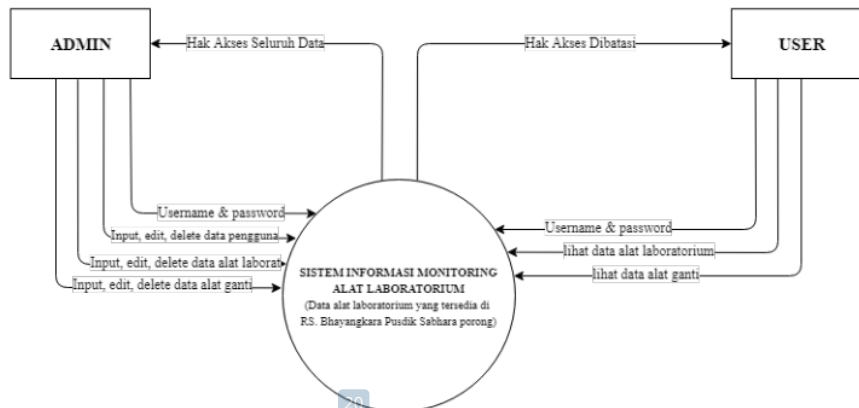 ADMIN
Hak Akses Seluruh Data
Hak Akses Dibatasi
USER
Username & password
Input, edit, delete data pengguna
Input, edit, delete data alat laborat
Input, edit, delete data alat ganti
Username & password
lihat data alat laboratorium
lihat data alat ganti
SISTEM INFORMASI MONITORING
ALAT LABORATORIUM
(Data alat laboratorium yang tersedia di
RS. Bhayangkara Pusdik Sabhara porong)
20